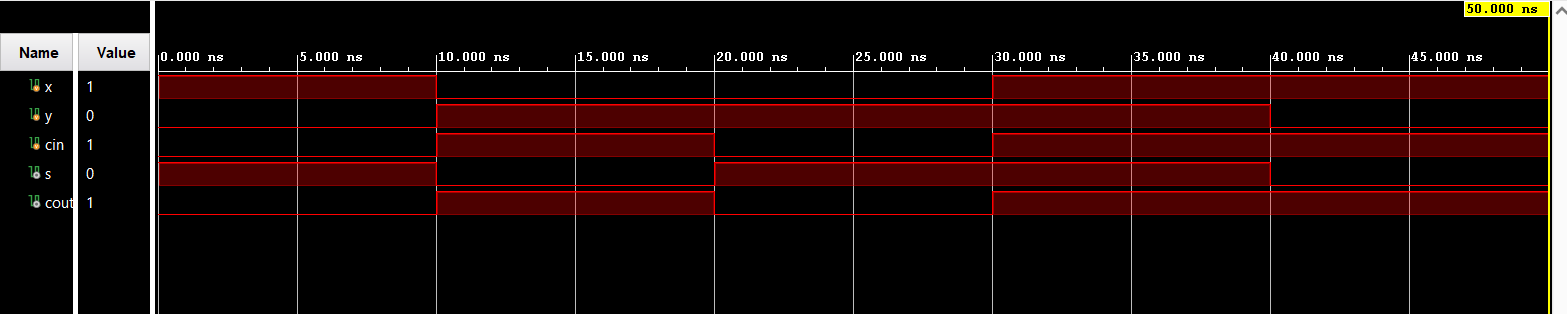 50.000 ns
Name Value
0.000 ns 5.000 ns 10.000 ns 15.000 ns 20.000 ns 25.000 ns 30.000 ns 35.000 ns 40.000 ns 45.000 ns
x 1
y 0
cin 1
s 0
cout 1